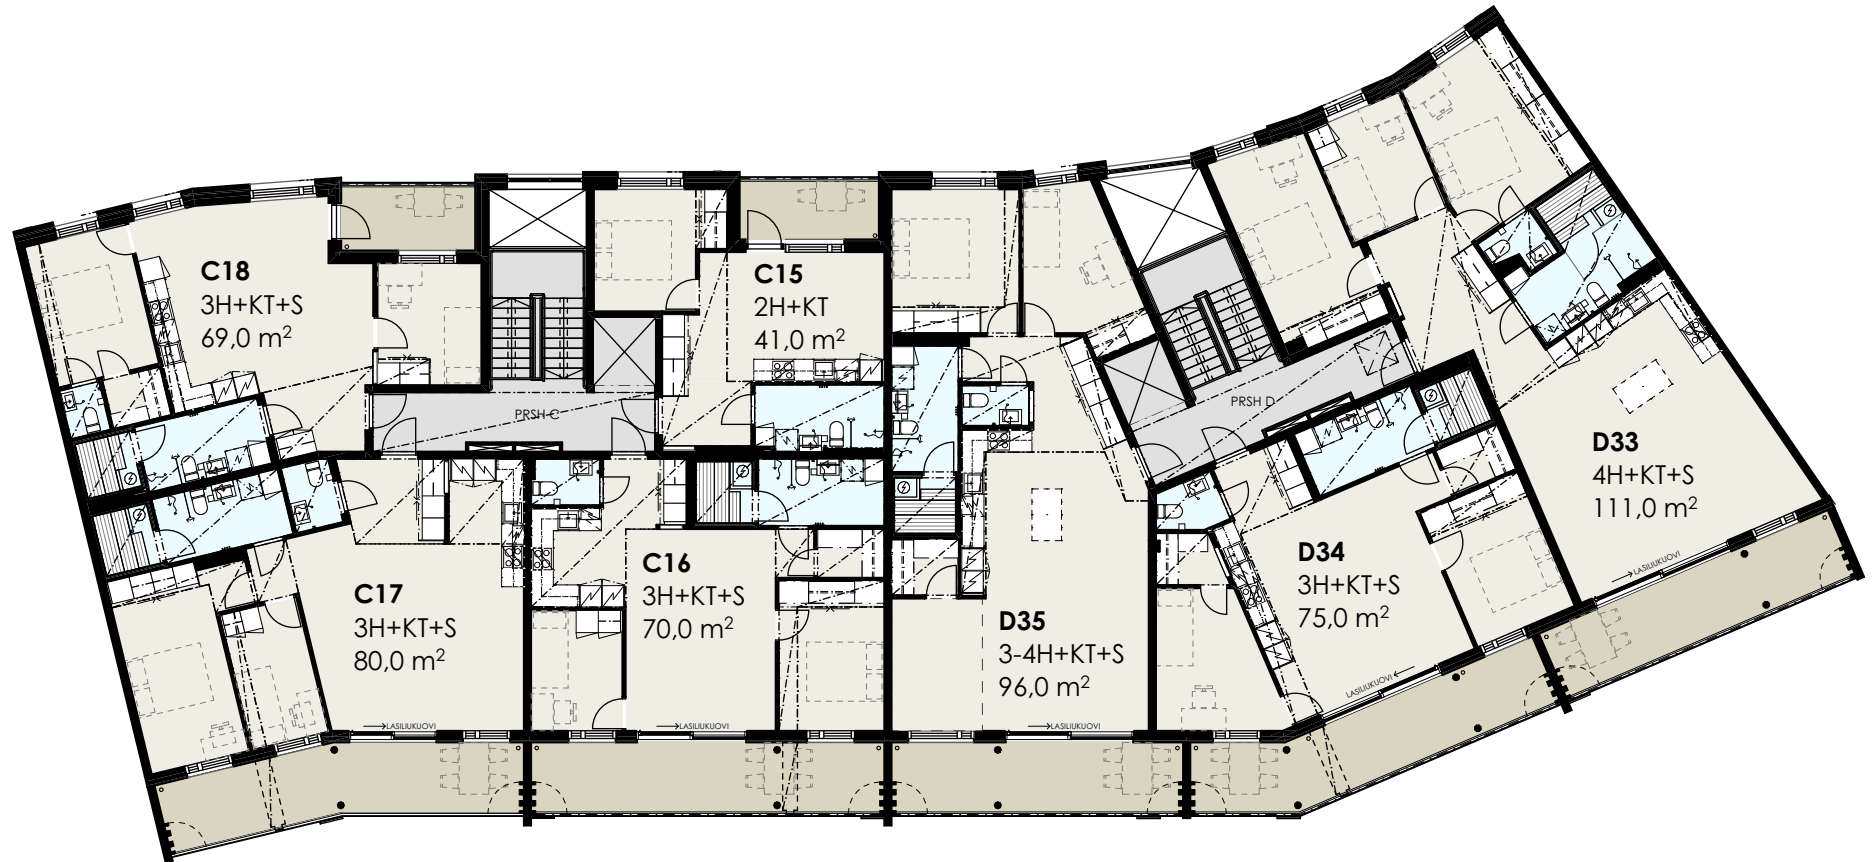 C18
3H+KT+S
69,0 m²
C15
2H+KT
41,0 m²
PRSH C
PRSH D
D33
4H+KT+S
111,0 m²
C17
3H+KT+S
80,0 m²
C16
3H+KT+S
70,0 m²
D35
3-4H+KT+S
96,0 m²
D34
3H+KT+S
75,0 m²
LASILIUKUOVI
LASILIUKUOVI
LASILIUKUOVI
LASILIUKUOVI
LASILIUKUOVI